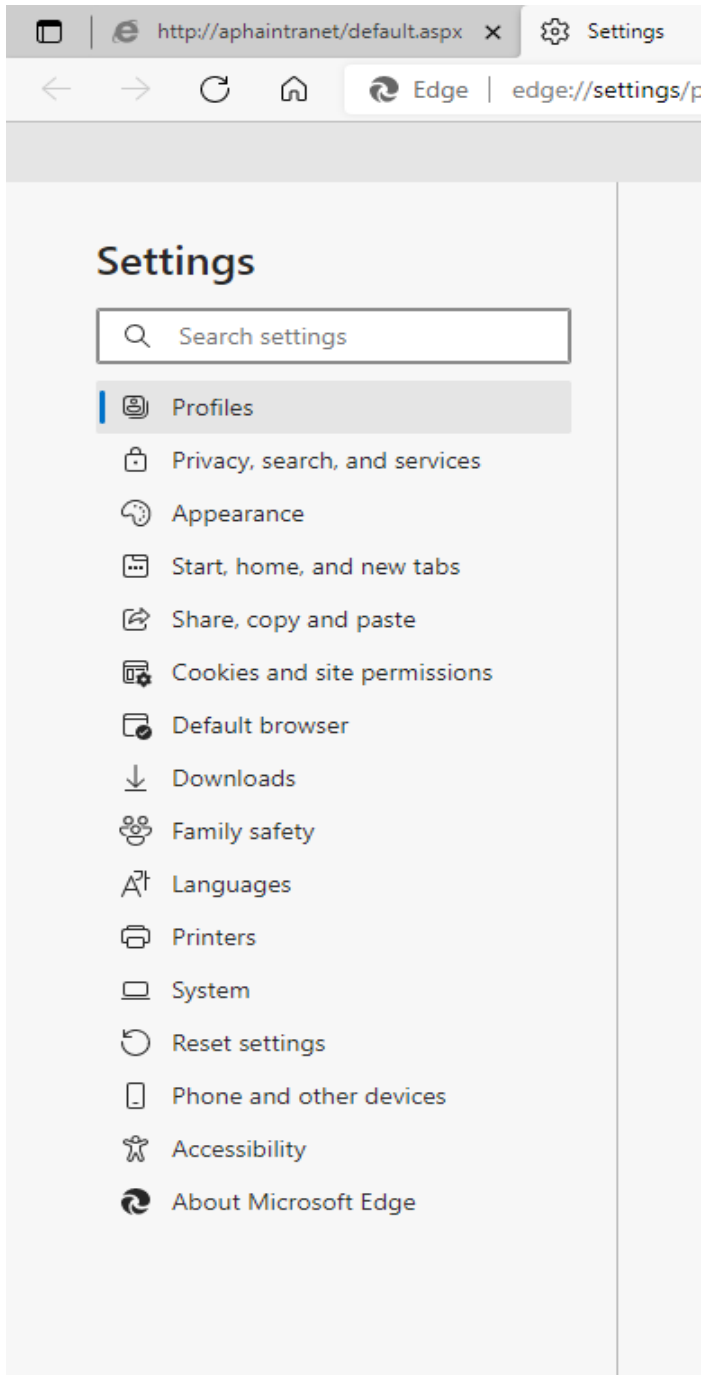 http://aphaintranet/default.aspx
Settings
Edge | edge://settings/p
Settings
Search settings
Profiles
Privacy, search, and services
Appearance
Start, home, and new tabs
Share, copy and paste
Cookies and site permissions
Default browser
Downloads
Family safety
Languages
Printers
System
Reset settings
Phone and other devices
Accessibility
About Microsoft Edge